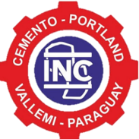 CEMENTO - PORTLAND
INC
VALLEMI - PARAGUAY